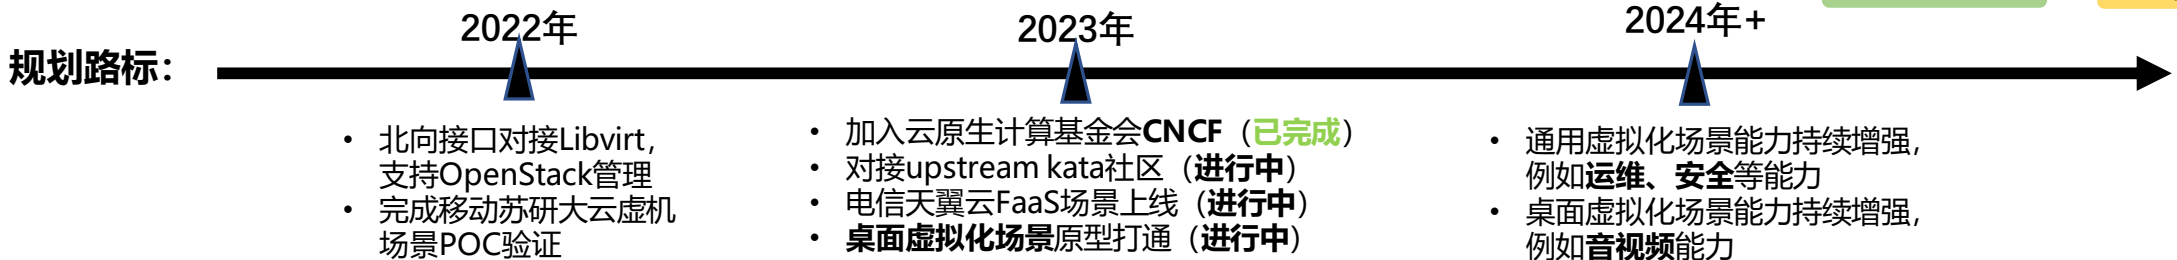 规划路标：
2022年
• 北向接口对接Libvirt，
支持OpenStack管理
• 完成移动苏研大云虚机
场景POC验证
2023年
• 加入云原生计算基金会CNCF（已完成）
• 对接upstream kata社区（进行中）
• 电信天翼云FaaS场景上线（进行中）
• 桌面虚拟化场景原型打通（进行中）
2024年+
• 通用虚拟化场景能力持续增强，
例如运维、安全等能力
• 桌面虚拟化场景能力持续增强，
例如音视频能力